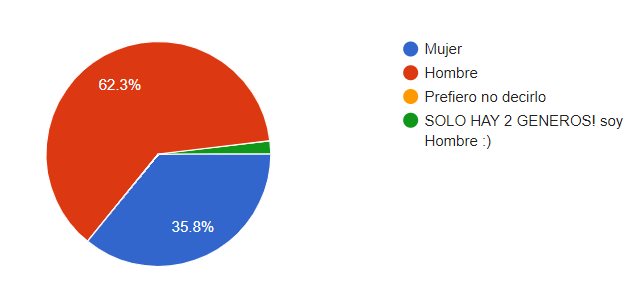 62.3%
35.8%
Mujer
Hombre
Prefiero no decirlo
SOLO HAY 2 GENEROS! soy
Hombre :)